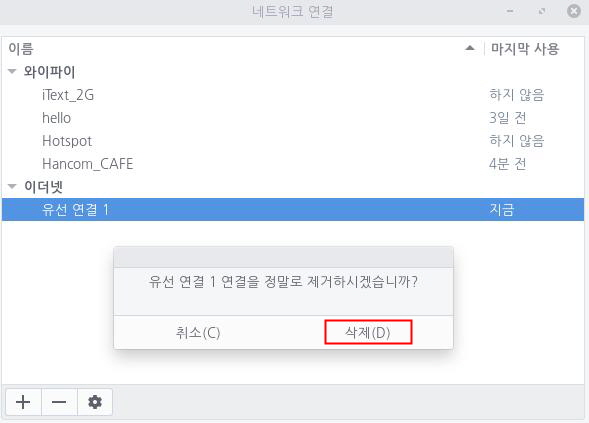 네트워크 연결
이름 마지막 사용
와이파이
iText_2G 하지 않음
hello 3일 전
Hotspot 하지 않음
Hancom_CAFE 4분 전
이더넷
유선 연결 1 지금
유선 연결 1 연결을 정말로 제거하시겠습니까?
취소(C) 삭제(D)